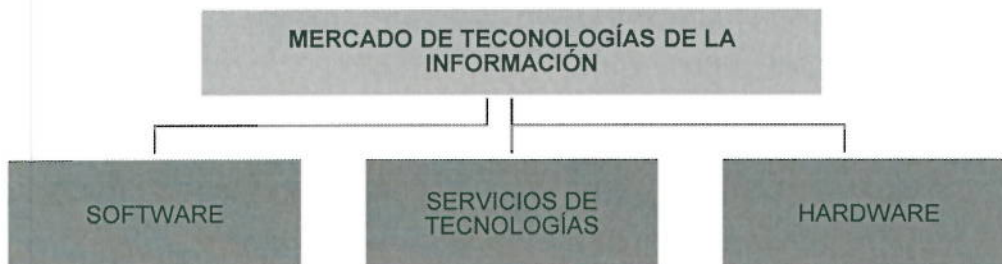 MERCADO DE TECONOLOGÍAS DE LA
INFORMACIÓN
SOFTWARE
SERVICIOS DE
TECNOLOGÍAS
HARDWARE